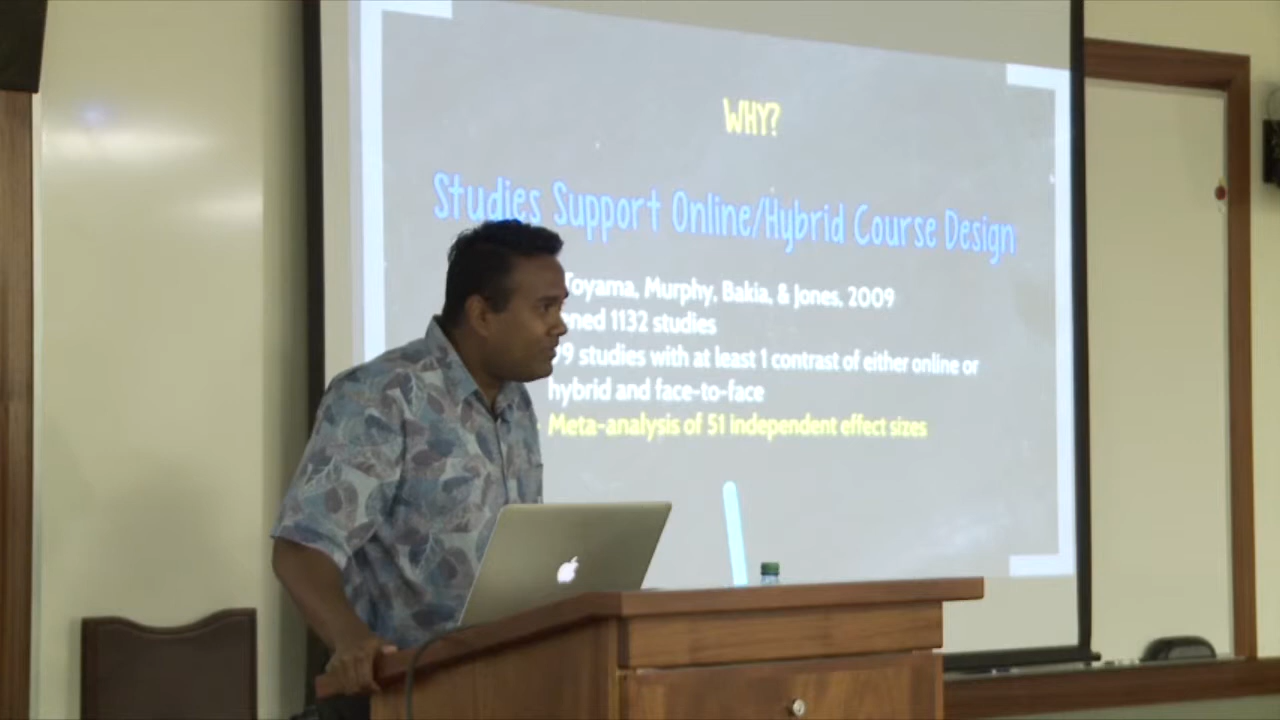 WHY?
Studies Support Online/Hybrid Course Design
Toyama, Murphy, Bakia, & Jones, 2009
1132 studies
studies with at least 1 contrast of either online or
hybrid and face-to-face
Meta-analysis of 51 independent effect sizes